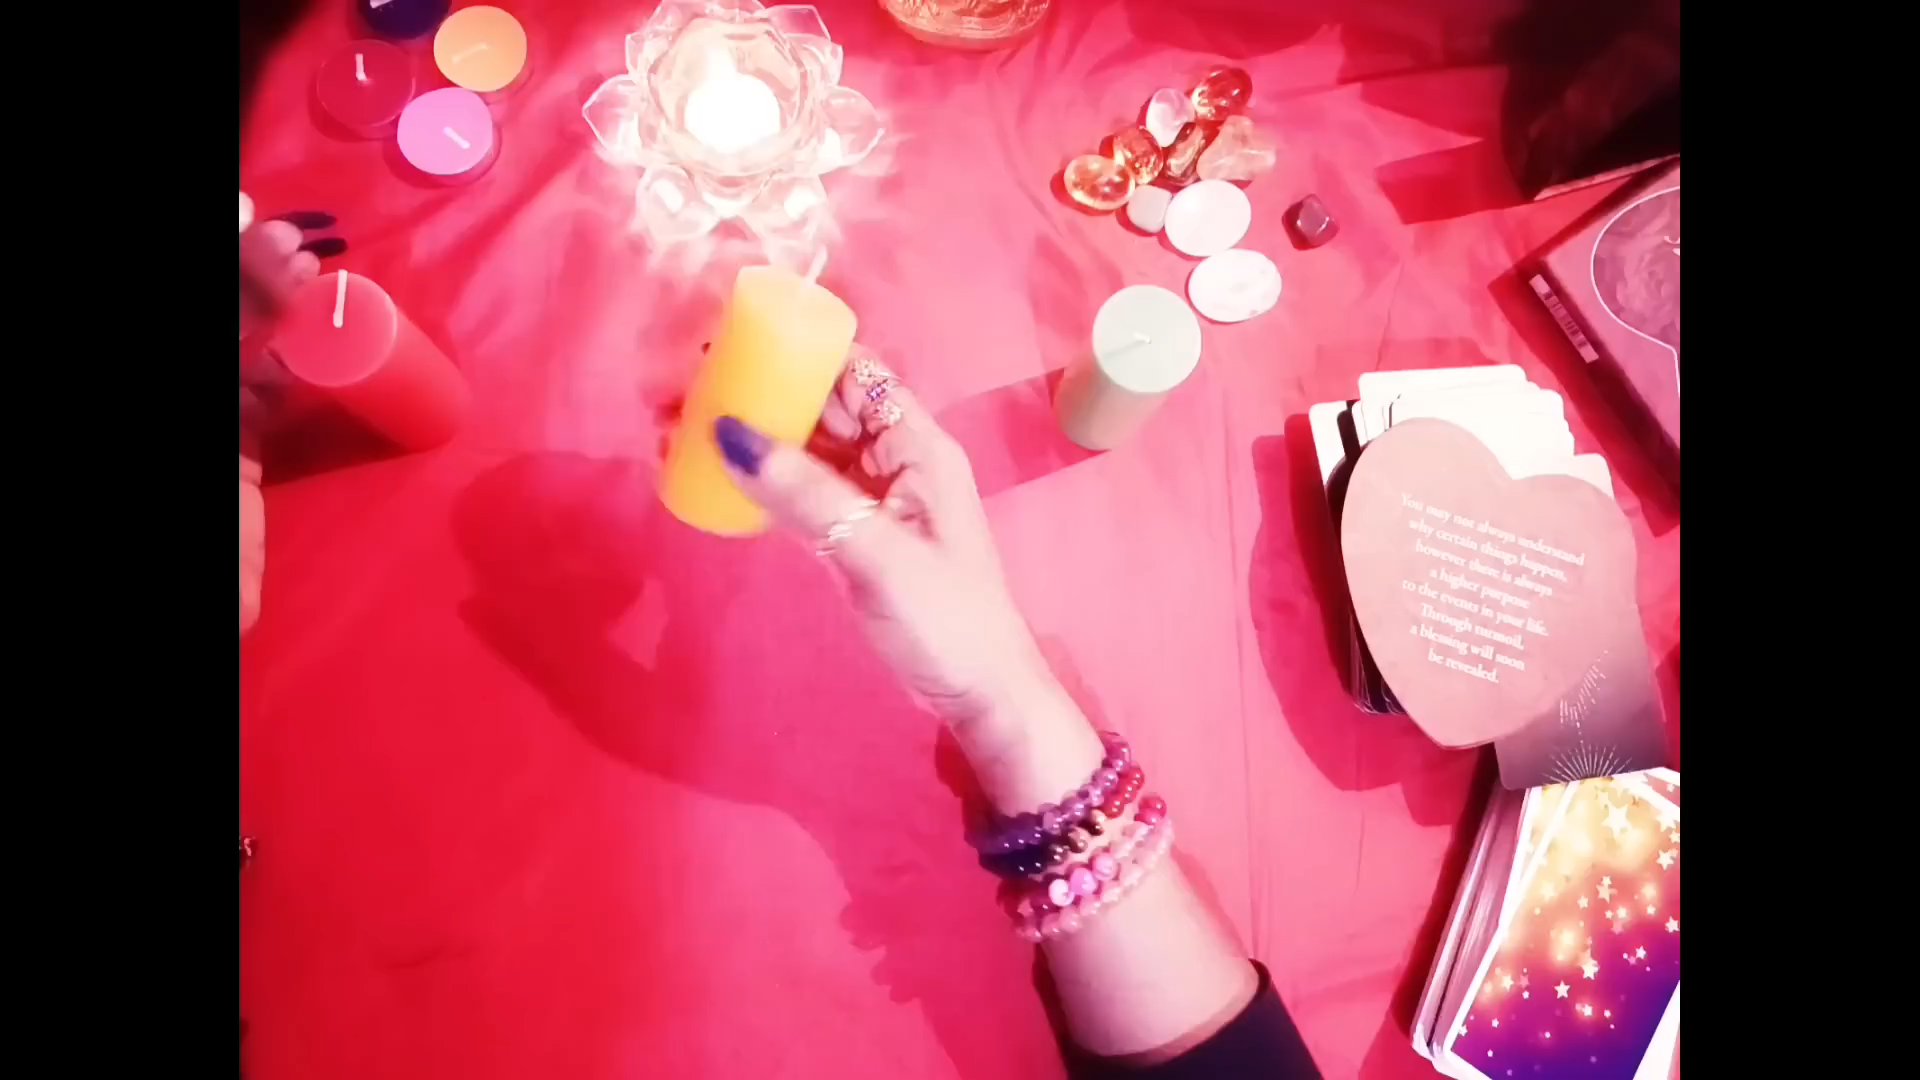 You may not always understand
why certain things happen,
however there is always
a higher purpose
to the events in your life.
Through turmoil,
a blessing will soon
be revealed.